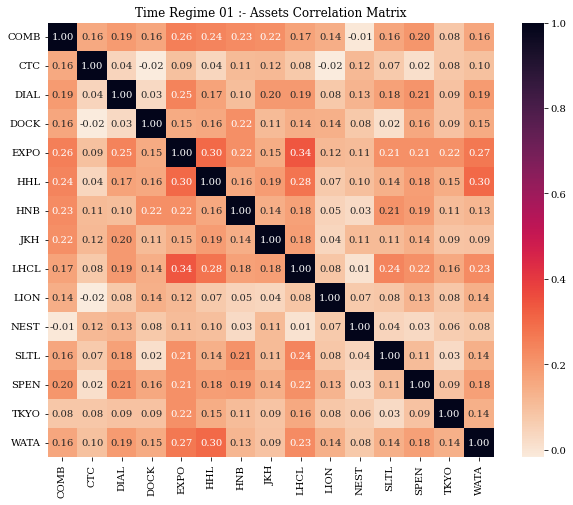 Time Regime 01 :- Assets Correlation Matrix
COMB 1.00 0.16 0.19 0.16 0.26 0.24 0.23 0.22 0.17 0.14 -0.01 0.16 0.20 0.08 0.16
CTC 0.16 1.00 0.04 -0.02 0.09 0.04 0.11 0.12 0.08 -0.02 0.12 0.07 0.02 0.08 0.10
DIAL 0.19 0.04 1.00 0.03 0.25 0.17 0.10 0.20 0.19 0.08 0.13 0.18 0.21 0.09 0.19
DOCK 0.16 -0.02 0.03 1.00 0.15 0.16 0.22 0.11 0.14 0.14 0.08 0.02 0.16 0.09 0.15
EXPO 0.26 0.09 0.25 0.15 1.00 0.30 0.22 0.15 0.34 0.12 0.11 0.21 0.21 0.22 0.27
HHL 0.24 0.04 0.17 0.16 0.30 1.00 0.16 0.19 0.28 0.07 0.10 0.14 0.18 0.15 0.30
HNB 0.23 0.11 0.10 0.22 0.22 0.16 1.00 0.14 0.18 0.05 0.03 0.21 0.19 0.11 0.13
JKH 0.22 0.12 0.20 0.11 0.15 0.19 0.14 1.00 0.18 0.04 0.11 0.11 0.14 0.09 0.09
LHCL 0.17 0.08 0.19 0.14 0.34 0.28 0.18 0.18 1.00 0.08 0.01 0.24 0.22 0.16 0.23
LION 0.14 -0.02 0.08 0.14 0.12 0.07 0.05 0.04 0.08 1.00 0.07 0.08 0.13 0.08 0.14
NEST -0.01 0.12 0.13 0.08 0.11 0.10 0.03 0.11 0.01 0.07 1.00 0.04 0.03 0.06 0.08
SLTL 0.16 0.07 0.18 0.02 0.21 0.14 0.21 0.11 0.24 0.08 0.04 1.00 0.11 0.03 0.14
SPEN 0.20 0.02 0.21 0.16 0.21 0.18 0.19 0.14 0.22 0.13 0.03 0.11 1.00 0.09 0.18
TKYO 0.08 0.08 0.09 0.09 0.22 0.15 0.11 0.09 0.16 0.08 0.06 0.03 0.09 1.00 0.14
WATA 0.16 0.10 0.19 0.15 0.27 0.30 0.13 0.09 0.23 0.14 0.08 0.14 0.18 0.14 1.00
COMB CTC DIAL DOCK EXPO HHL HNB JKH LHCL LION NEST SLTL SPEN TKYO WATA
1.0
0.8
0.6
0.4
0.2
0.0